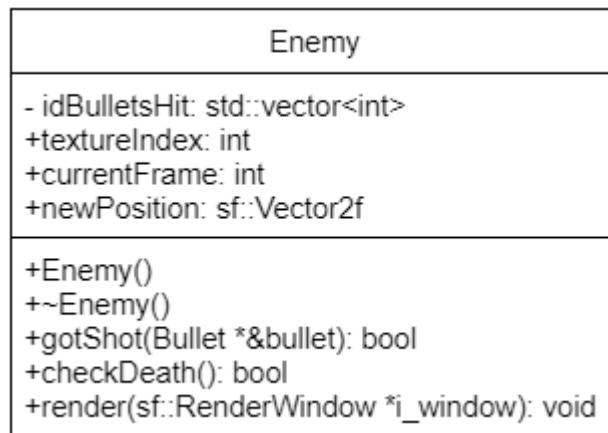 Enemy
- idBulletsHit: std::vector<int>
+textureIndex: int
+currentFrame: int
+newPosition: sf::Vector2f
+Enemy()
+~Enemy()
+gotShot(Bullet *&bullet): bool
+checkDeath(): bool
+render(sf::RenderWindow *i_window): void